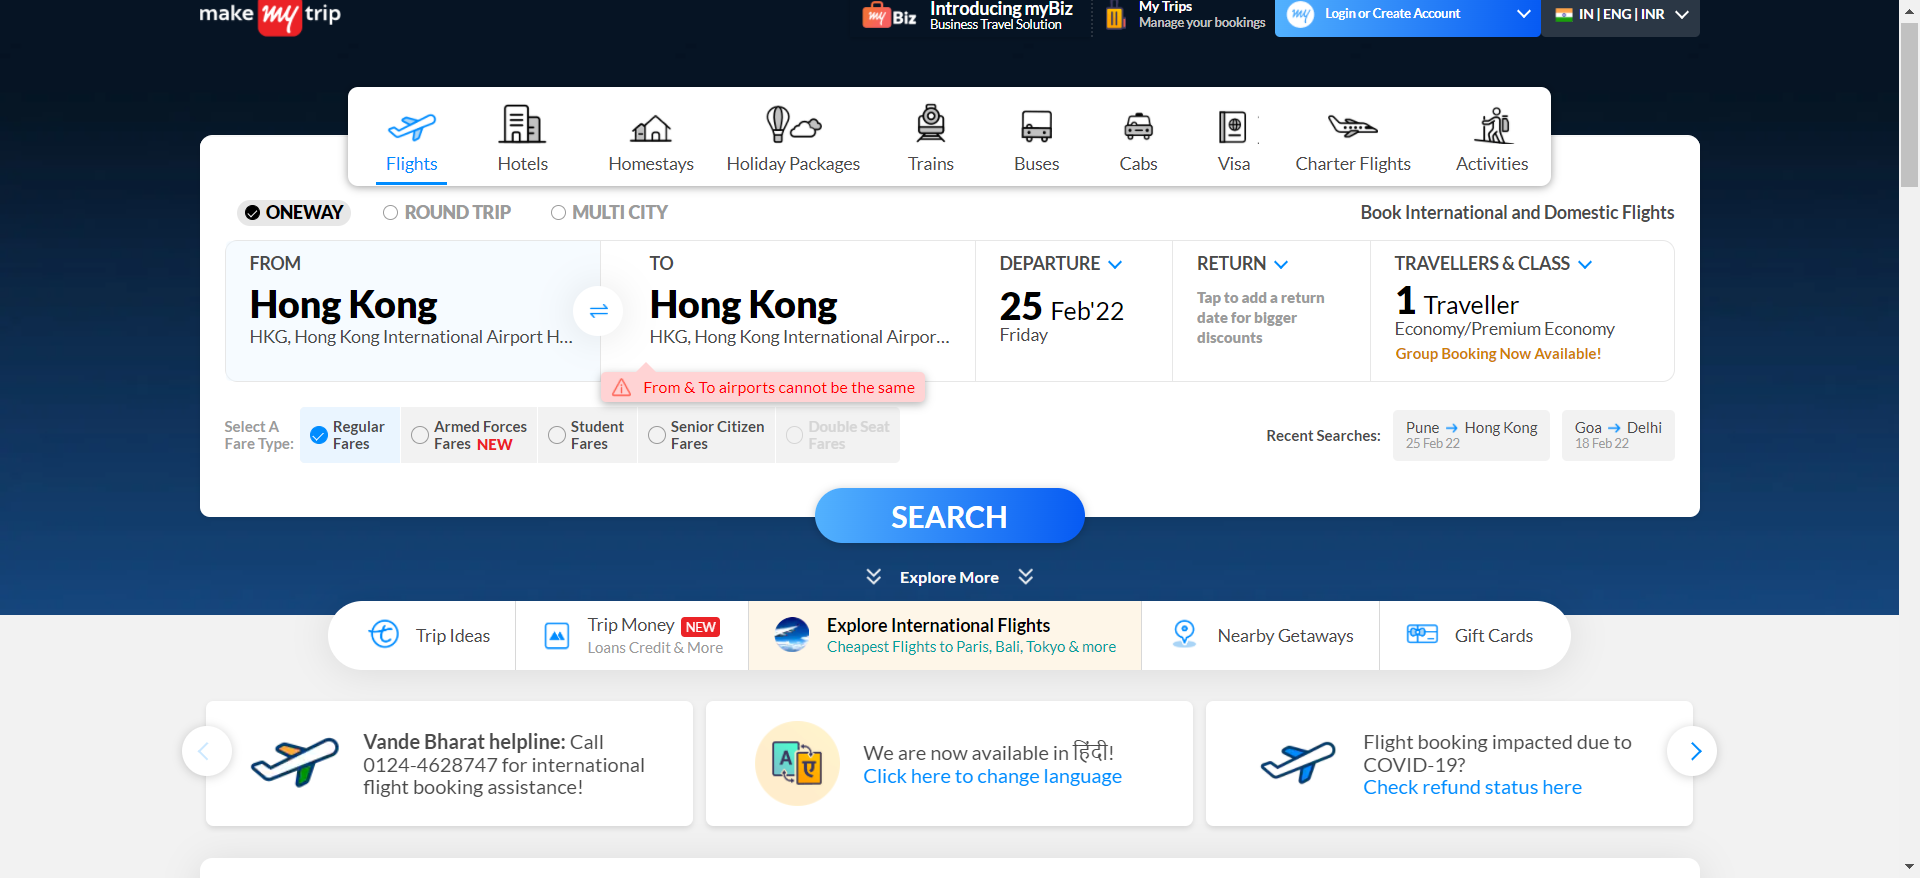 make my trip
my Biz
Introducing myBiz
Business Travel Solution
My Trips
Manage your bookings
my
Login or Create Account
IN | ENG | INR
Flights
Hotels
Homestays
Holiday Packages
Trains
Buses
Cabs
Visa
Charter Flights
Activities
ONEWAY
ROUND TRIP
MULTI CITY
Book International and Domestic Flights
FROM
Hong Kong
HKG, Hong Kong International Airport H...
TO
Hong Kong
HKG, Hong Kong International Airpor...
From & To airports cannot be the same
DEPARTURE
25 Feb'22
Friday
RETURN
Tap to add a return
date for bigger
discounts
TRAVELLERS & CLASS
1 Traveller
Economy/Premium Economy
Group Booking Now Available!
Select A
Fare Type:
Regular
Fares
Armed Forces
Fares NEW
Student
Fares
Senior Citizen
Fares
Double Seat
Fares
Recent Searches:
Pune → Hong Kong
25 Feb 22
Goa → Delhi
18 Feb 22
SEARCH
Explore More
Trip Ideas
Trip Money NEW
Loans Credit & More
Explore International Flights
Cheapest Flights to Paris, Bali, Tokyo & more
Nearby Getaways
Gift Cards
Vande Bharat helpline: Call
0124-4628747 for international
flight booking assistance!
A ए
We are now available in हिंदी!
Click here to change language
Flight booking impacted due to
COVID-19?
Check refund status here